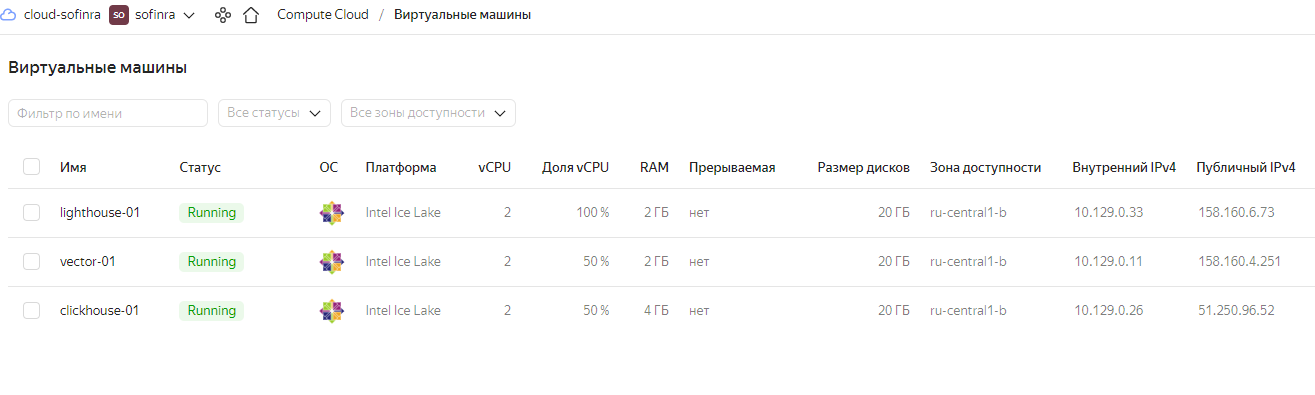 cloud-sofinra SO sofinra Compute Cloud / Виртуальные машины
Виртуальные машины
Фильтр по имени Все статусы Все зоны доступности
Имя Статус ОС Платформа vCPU Доля vCPU RAM Прерываемая Размер дисков Зона доступности Внутренний IPv4 Публичный IPv4
lighthouse-01 Running Intel Ice Lake 2 100 % 2 ГБ нет 20 ГБ ru-central1-b 10.129.0.33 158.160.6.73
vector-01 Running Intel Ice Lake 2 50 % 2 ГБ нет 20 ГБ ru-central1-b 10.129.0.11 158.160.4.251
clickhouse-01 Running Intel Ice Lake 2 50 % 4 ГБ нет 20 ГБ ru-central1-b 10.129.0.26 51.250.96.52